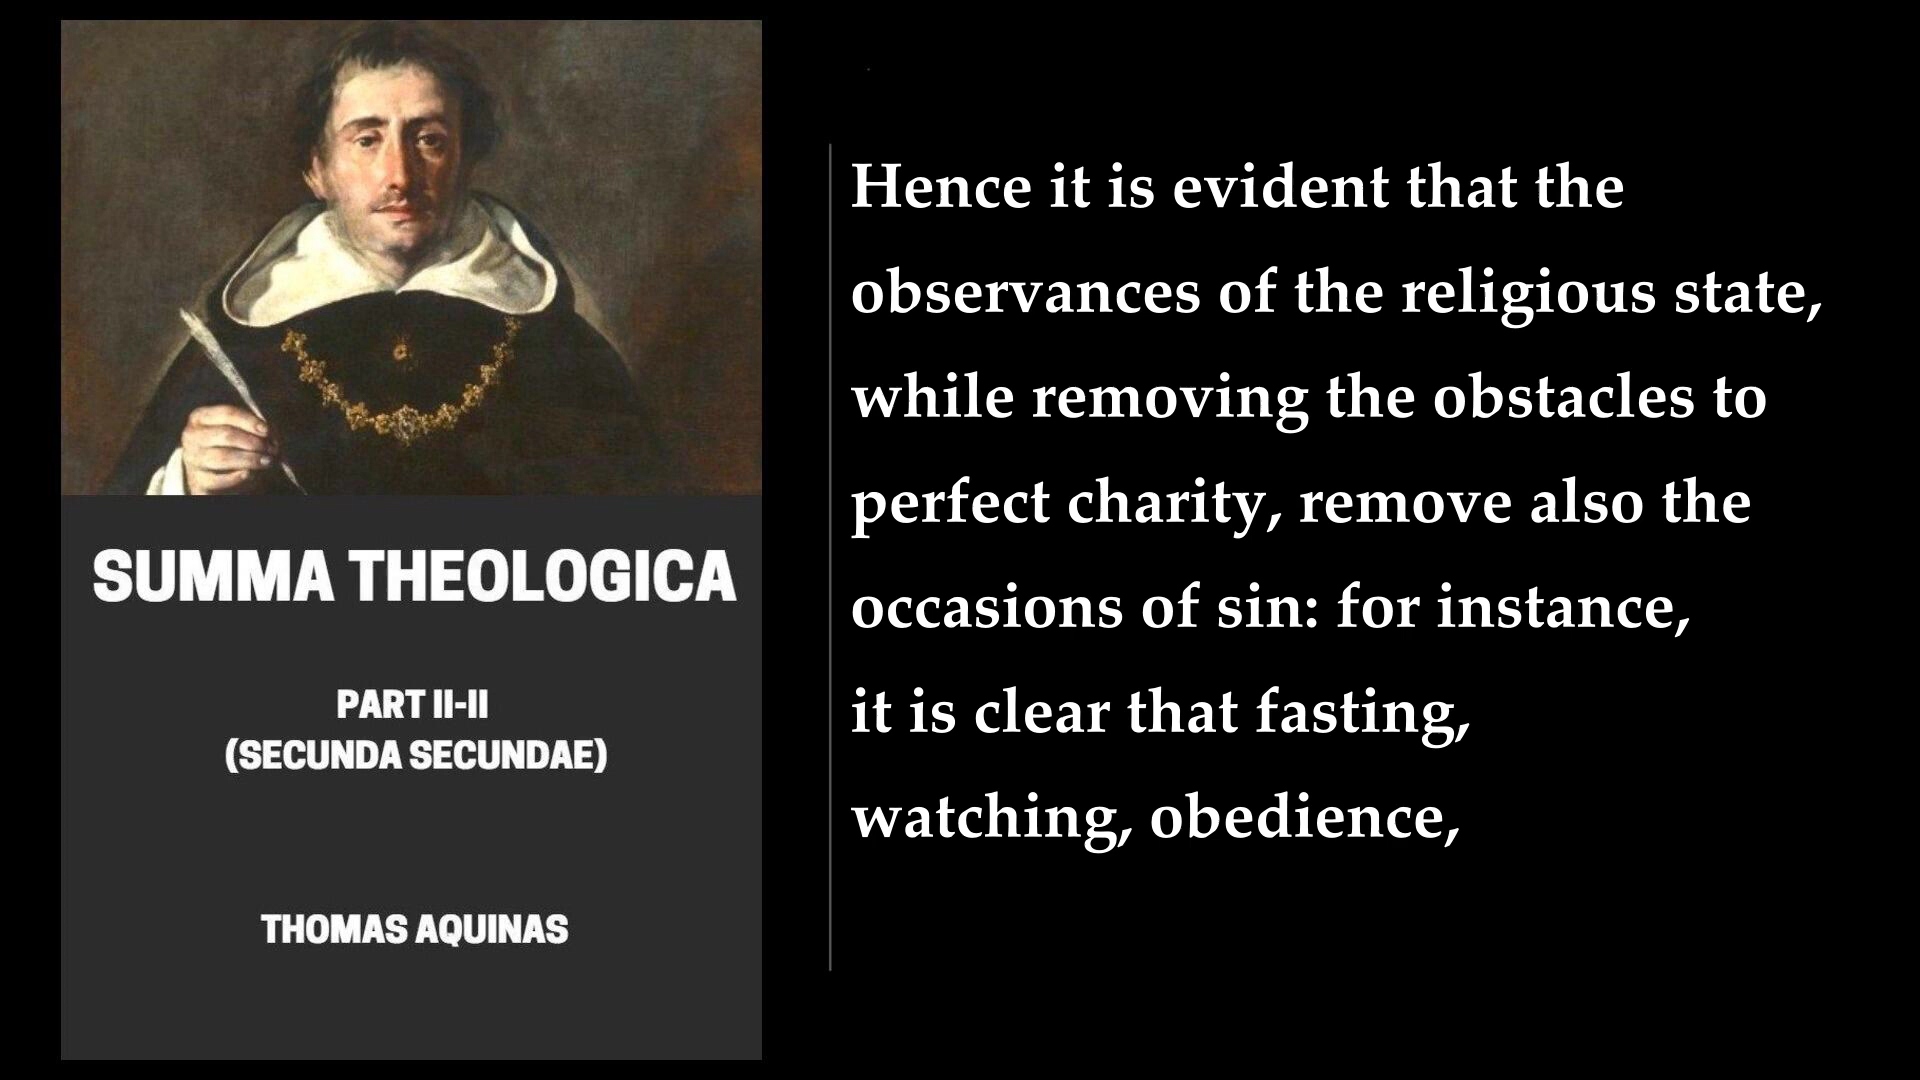 SUMMA THEOLOGICA
PART II-II
(SECUNDA SECUNDAE)
THOMAS AQUINAS
Hence it is evident that the
observances of the religious state,
while removing the obstacles to
perfect charity, remove also the
occasions of sin: for instance,
it is clear that fasting,
watching, obedience,